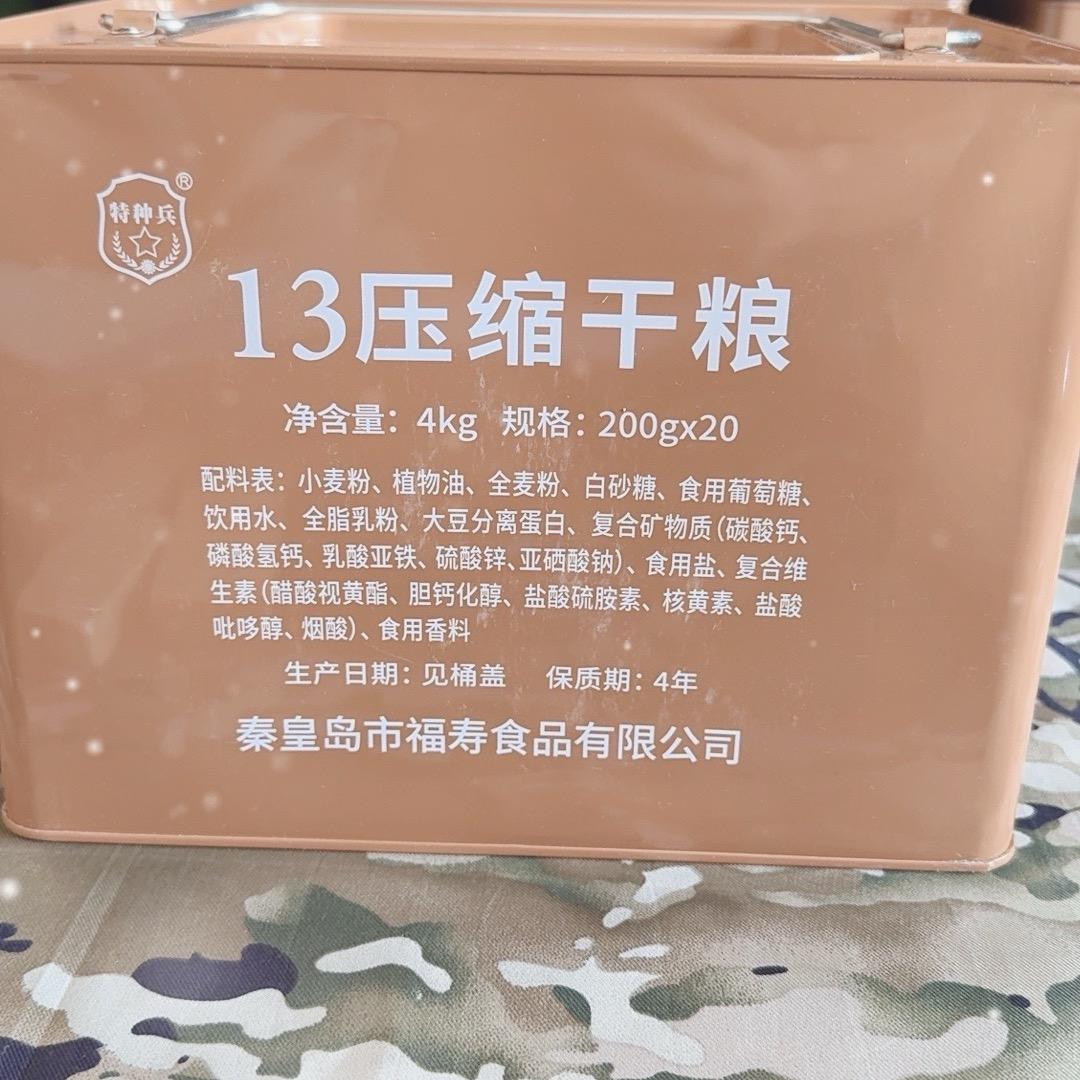 特种兵®
13压缩干粮
净含量：4kg 规格：200gx20
配料表：小麦粉、植物油、全麦粉、白砂糖、食用葡萄糖、
饮用水、全脂乳粉、大豆分离蛋白、复合矿物质（碳酸钙、
磷酸氢钙、乳酸亚铁、硫酸锌、亚硒酸钠）、食用盐、复合维
生素（醋酸视黄酯、胆钙化醇、盐酸硫胺素、核黄素、盐酸
吡哆醇、烟酸）、食用香料
生产日期：见桶盖 保质期：4年
秦皇岛市福寿食品有限公司